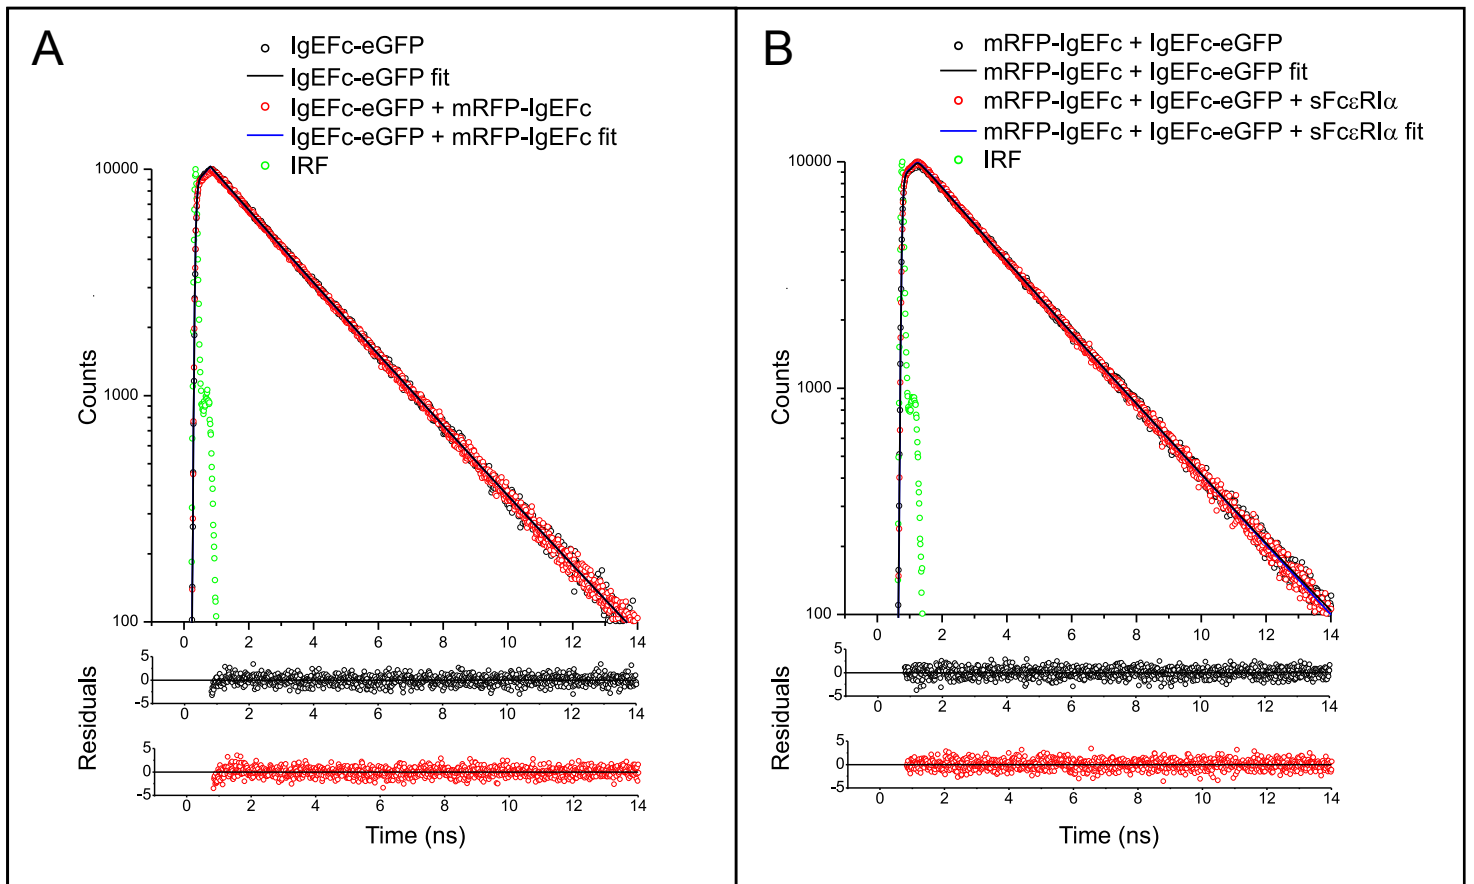 A
IgEFc-eGFP
IgEFc-eGFP fit
IgEFc-eGFP + mRFP-IgEFc
IgEFc-eGFP + mRFP-IgEFc fit
IRF
10000
1000
100
Counts
0 2 4 6 8 10 12 14
5
0
-5
0 2 4 6 8 10 12 14
Residuals
5
0
-5
0 2 4 6 8 10 12 14
Time (ns)
B
mRFP-IgEFc + IgEFc-eGFP
mRFP-IgEFc + IgEFc-eGFP fit
mRFP-IgEFc + IgEFc-eGFP + sFcεRIα
mRFP-IgEFc + IgEFc-eGFP + sFcεRIα fit
IRF
10000
1000
100
Counts
0 2 4 6 8 10 12 14
5
0
-5
0 2 4 6 8 10 12 14
Residuals
5
0
-5
0 2 4 6 8 10 12 14
Time (ns)